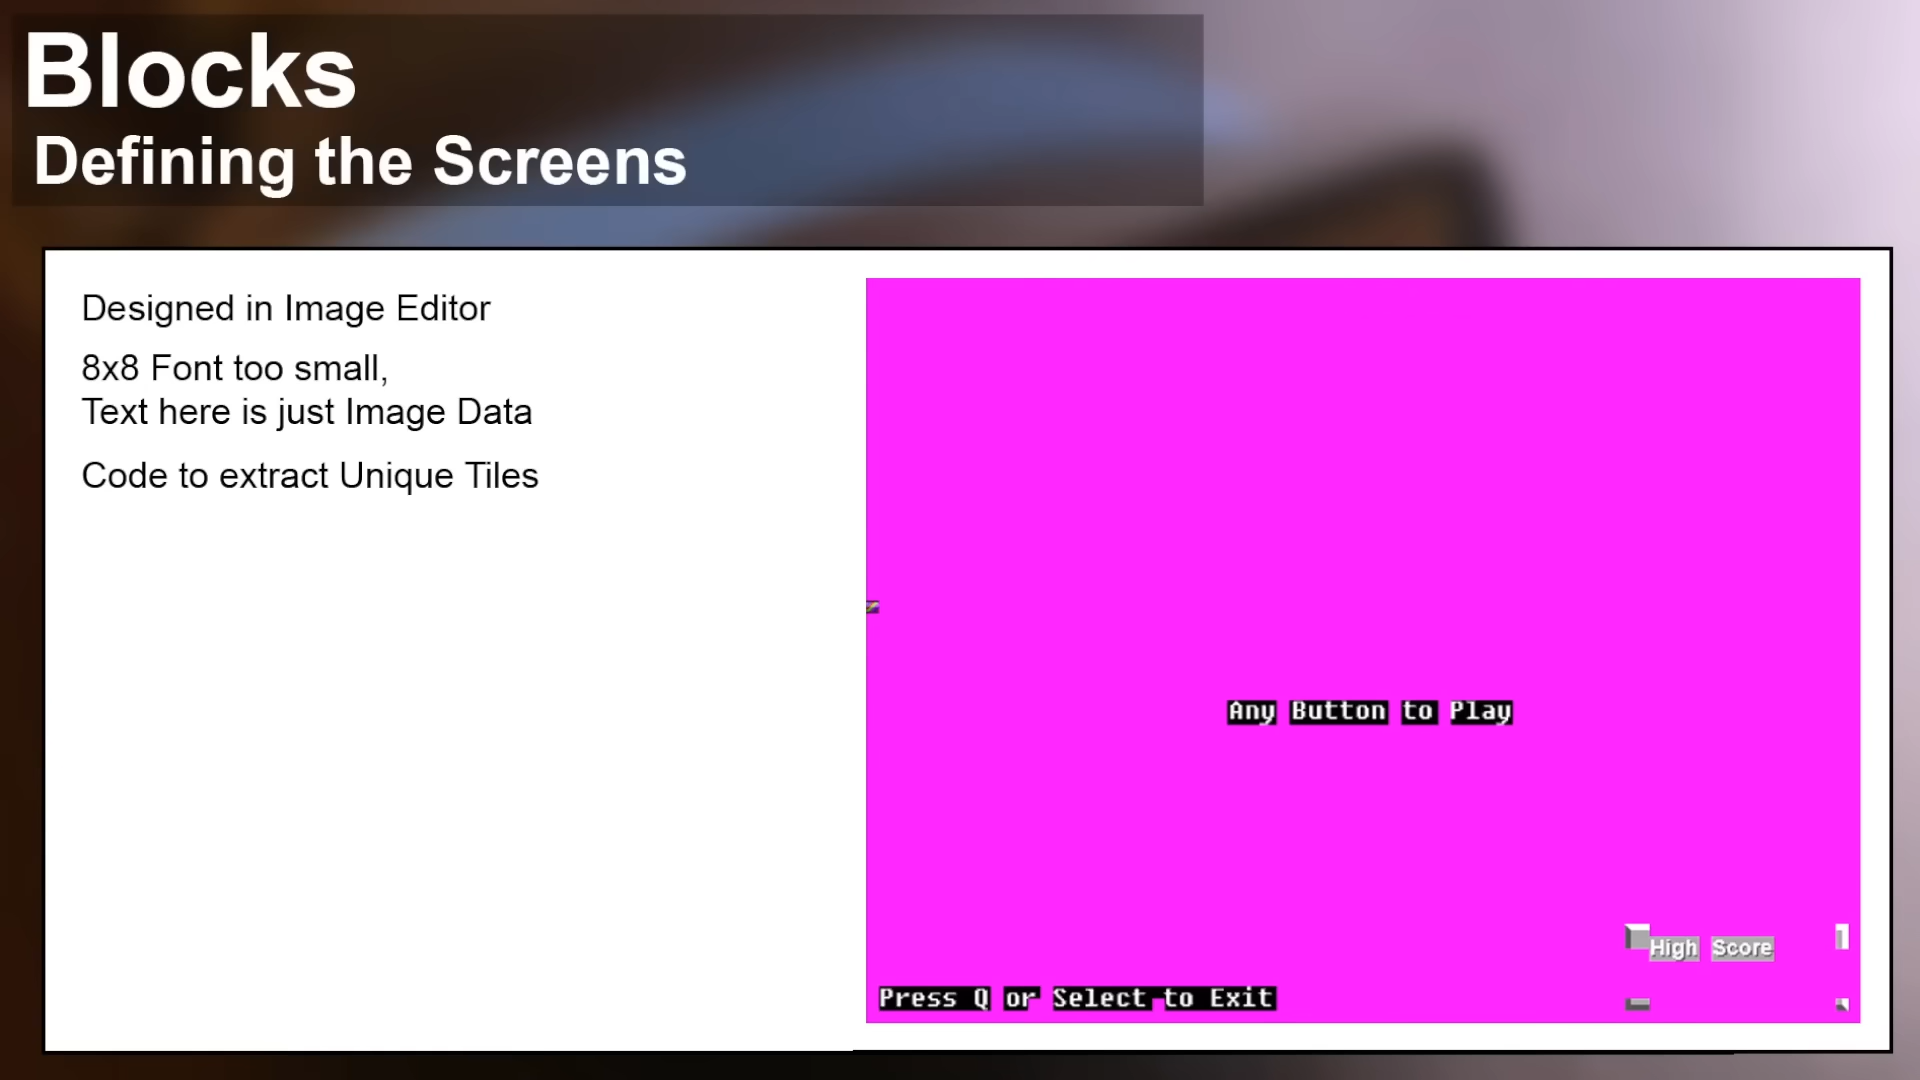 Blocks
Defining the Screens
Designed in Image Editor
8x8 Font too small,
Text here is just Image Data
Code to extract Unique Tiles
Any Button to Play
High Score
Press Q or Select to Exit